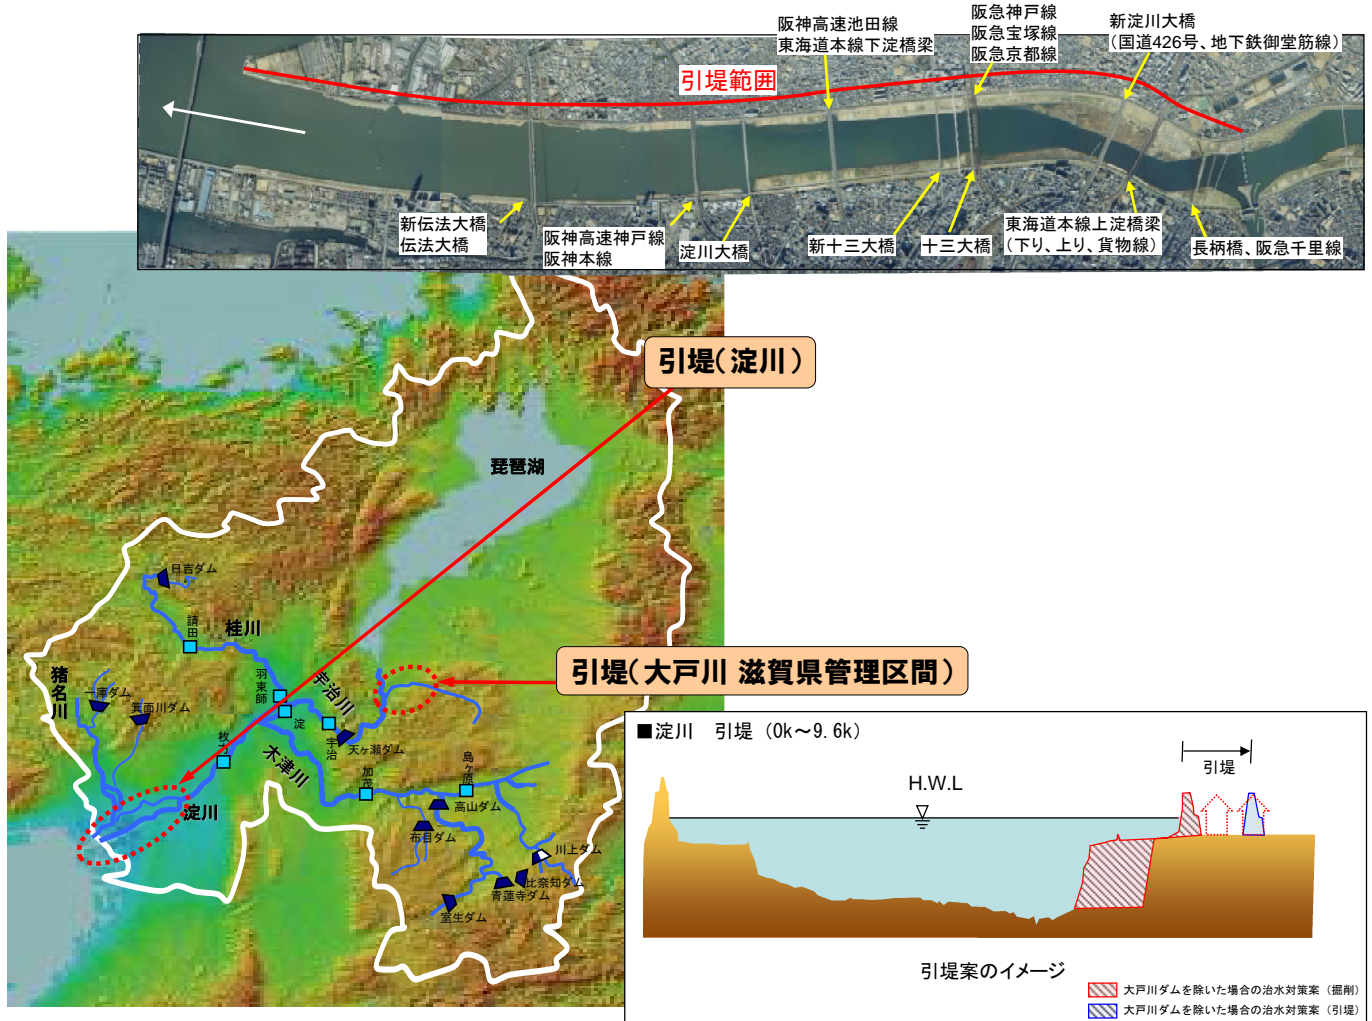 阪神高速池田線
東海道本線下淀橋梁
阪急神戸線
阪急宝塚線
阪急京都線
新淀川大橋
（国道426号、地下鉄御堂筋線）
引堤範囲
新伝法大橋
伝法大橋
阪神高速神戸線
阪神本線
淀川大橋
新十三大橋
十三大橋
東海道本線上淀橋梁
（下り、上り、貨物線）
長柄橋、阪急千里線
引堤（淀川）
琵琶湖
日吉ダム
請田
桂川
猪名川
一庫ダム
箕面川ダム
羽束師
淀
宇治川
宇治
天ヶ瀬ダム
引堤（大戸川 滋賀県管理区間）
枚方
木津川
加茂
島ヶ原
高山ダム
布目ダム
川上ダム
比奈知ダム
青蓮寺ダム
室生ダム
淀川
■淀川　引堤（0k～9.6k）
引堤
H.W.L
引堤案のイメージ
大戸川ダムを除いた場合の治水対策案（掘削）
大戸川ダムを除いた場合の治水対策案（引堤）